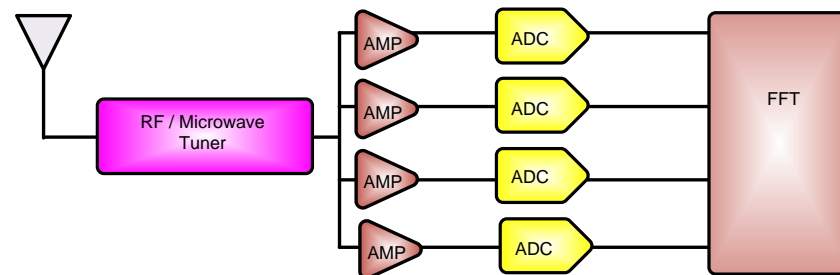 AMP
ADC
AMP
ADC
FFT
RF / Microwave
Tuner
AMP
ADC
AMP
ADC